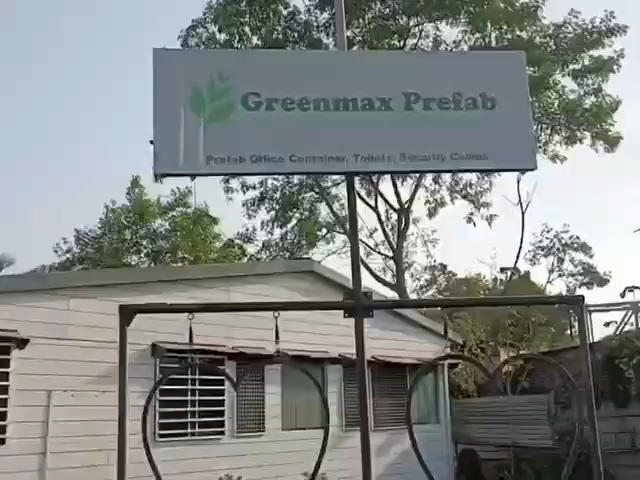 Greenmax Prefab
Prefab Office Container, Toilets, Security Cabins